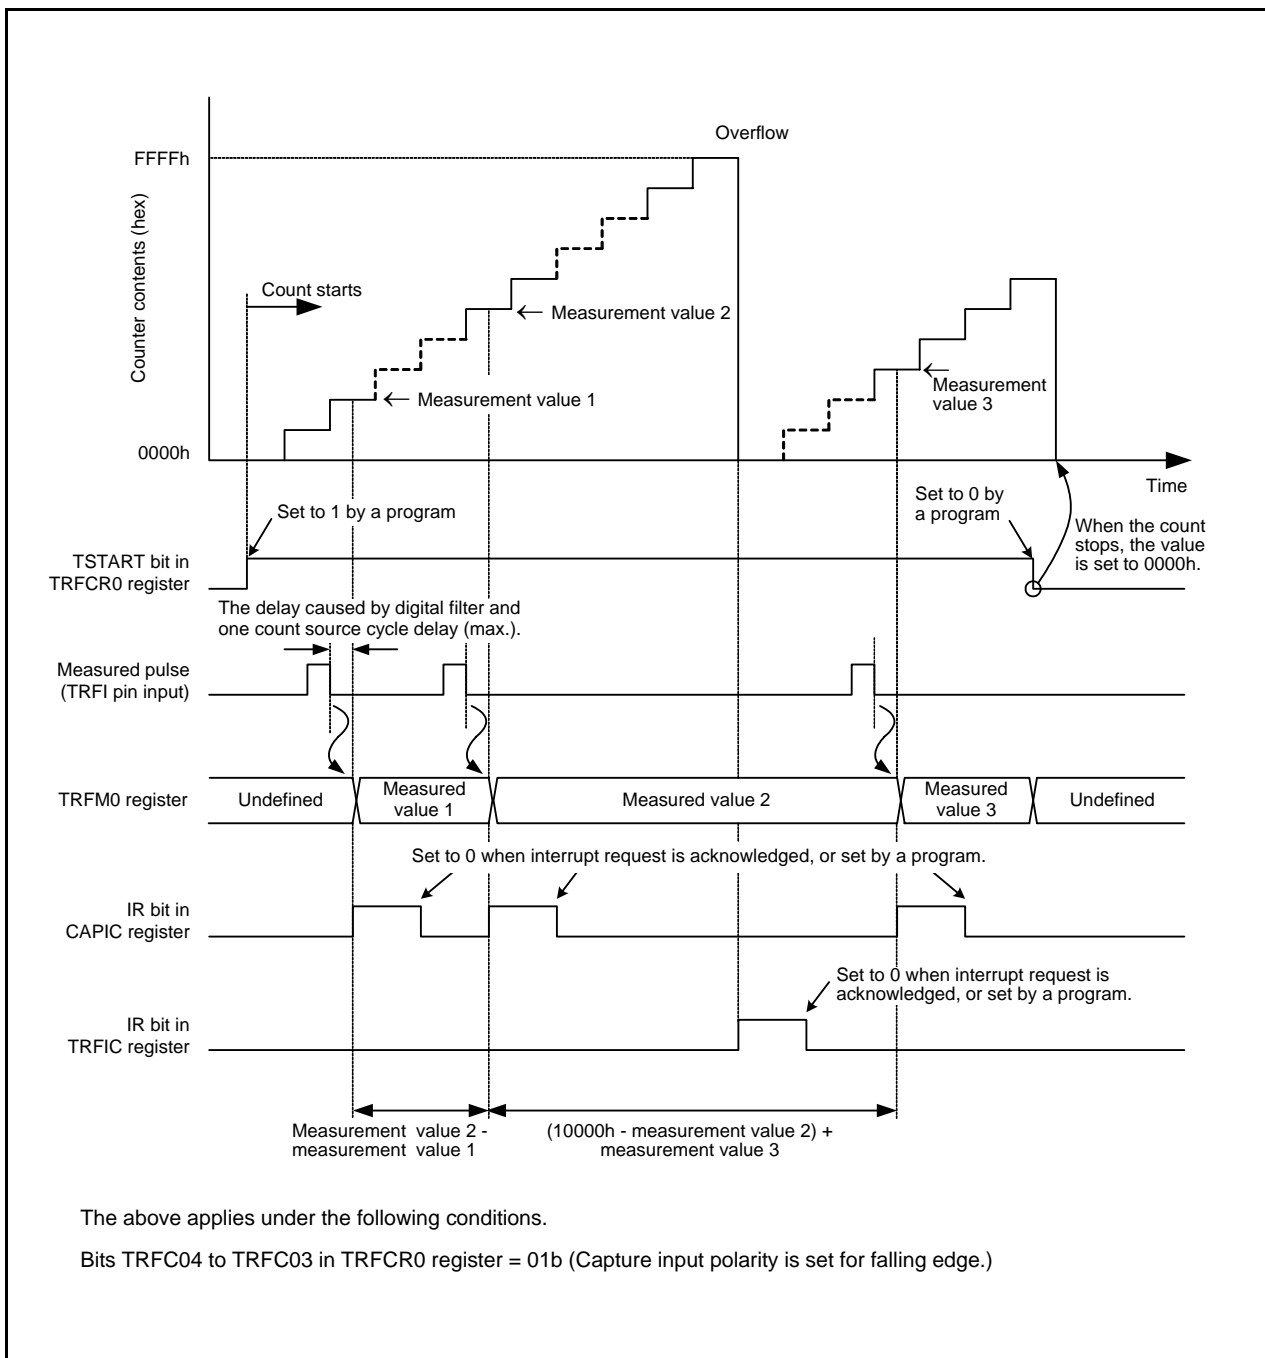 Overflow
FFFFh
Counter contents (hex)
Count starts
← Measurement value 2
← Measurement value 1
← Measurement
value 3
0000h
Time
Set to 1 by a program
Set to 0 by
a program
When the count
stops, the value
is set to 0000h.
TSTART bit in
TRFCR0 register
The delay caused by digital filter and
one count source cycle delay (max.).
Measured pulse
(TRFI pin input)
TRFM0 register
Undefined
Measured
value 1
Measured value 2
Measured
value 3
Undefined
Set to 0 when interrupt request is acknowledged, or set by a program.
IR bit in
CAPIC register
Set to 0 when interrupt request is
acknowledged, or set by a program.
IR bit in
TRFIC register
Measurement value 2 -
measurement value 1
(10000h - measurement value 2) +
measurement value 3
The above applies under the following conditions.
Bits TRFC04 to TRFC03 in TRFCR0 register = 01b (Capture input polarity is set for falling edge.)